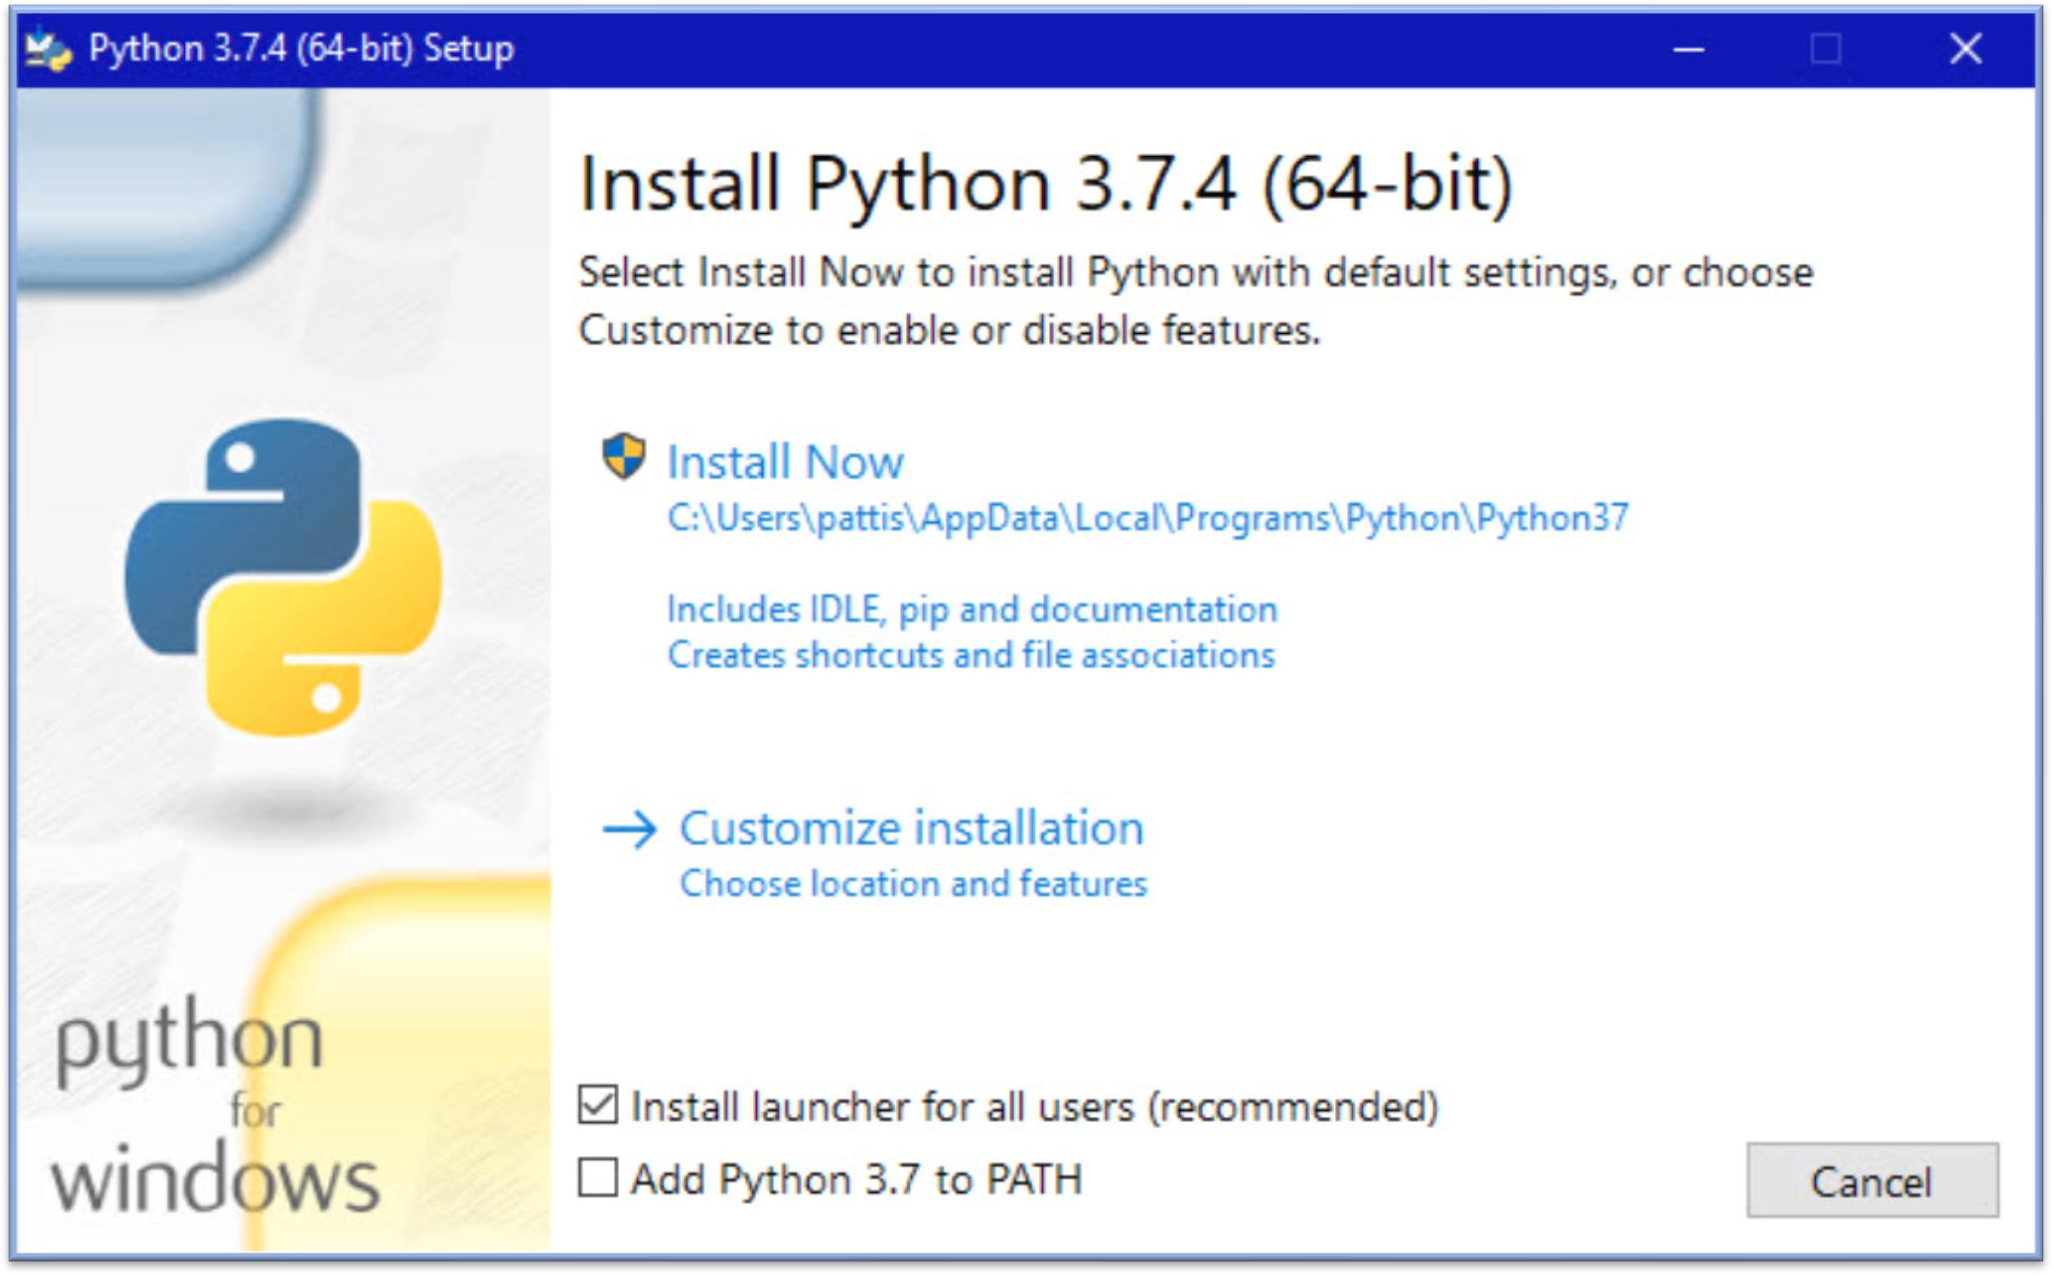 Python 3.7.4 (64-bit) Setup
Install Python 3.7.4 (64-bit)
Select Install Now to install Python with default settings, or choose
Customize to enable or disable features.
Install Now
C:\Users\pattis\AppData\Local\Programs\Python\Python37
Includes IDLE, pip and documentation
Creates shortcuts and file associations
Customize installation
Choose location and features
python
for
windows
Install launcher for all users (recommended)
Add Python 3.7 to PATH
Cancel